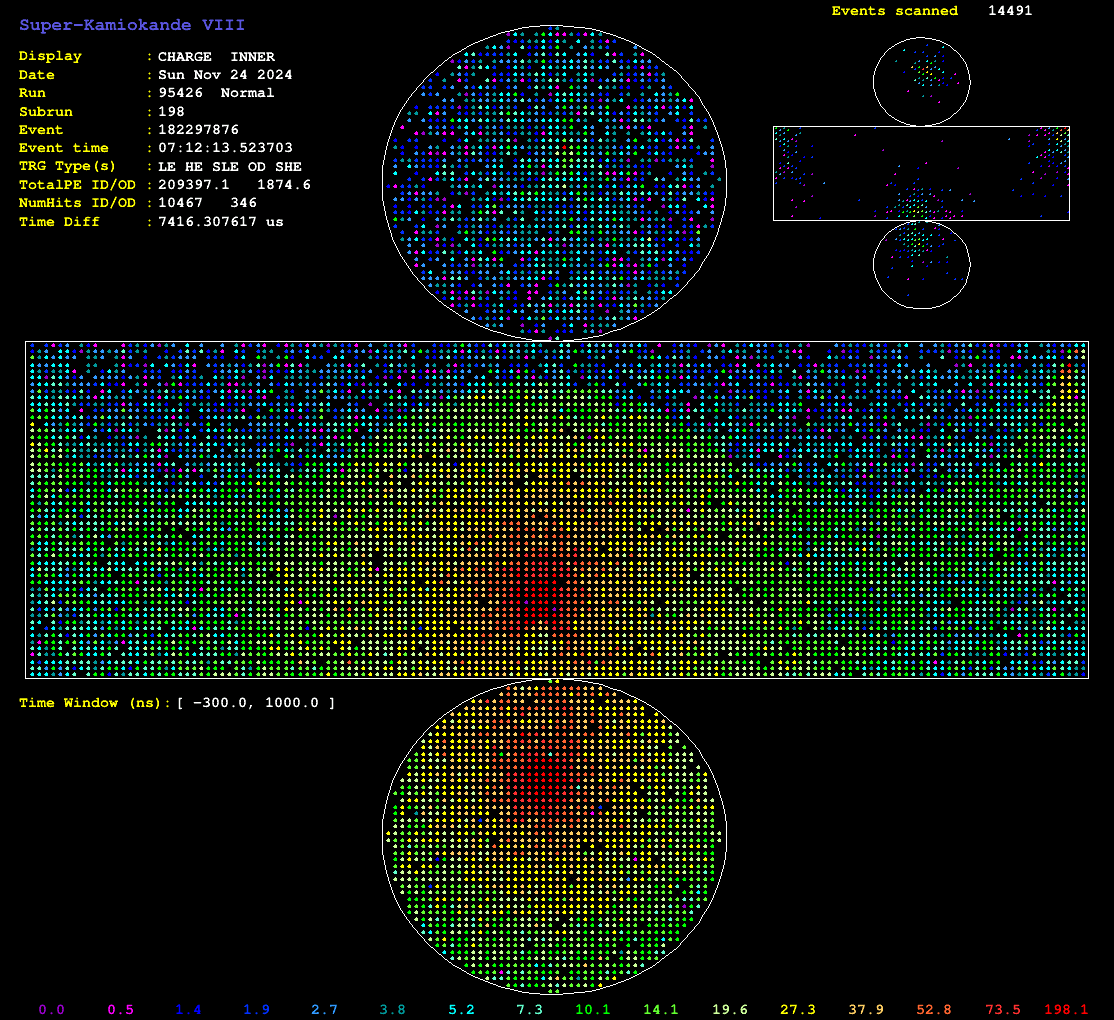 Super-Kamiokande VIII
Events scanned 14491
Display : CHARGE INNER
Date : Sun Nov 24 2024
Run : 95426 Normal
Subrun : 198
Event : 182297876
Event time : 07:12:13.523703
TRG Type(s) : LE HE SLE OD SHE
TotalPE ID/OD : 209397.1 1874.6
NumHits ID/OD : 10467 346
Time Diff : 7416.307617 us
Time Window (ns): [ -300.0, 1000.0 ]
0.0 0.5 1.4 1.9 2.7 3.8 5.2 7.3 10.1 14.1 19.6 27.3 37.9 52.8 73.5 198.1